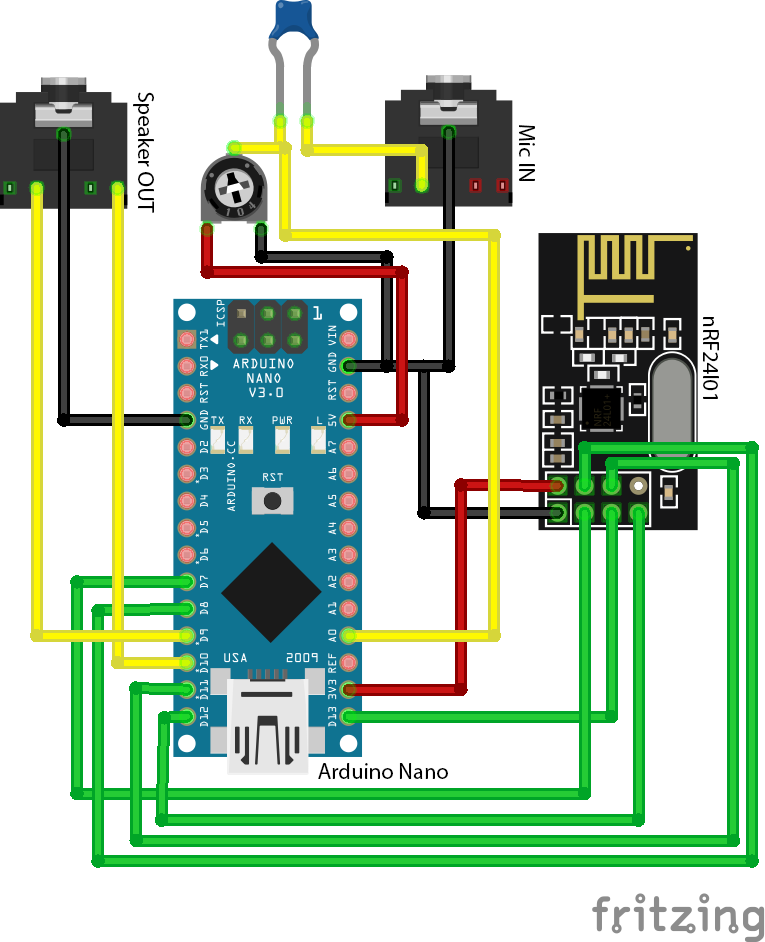 Speaker OUT
Mic IN
104
ICSP
1
TX1
RX0
RST
GND
D2
D3
D4
D5
D6
D7
D8
D9
D10
D11
D12
VIN
GND
RST
5V
A7
A6
A5
A4
A3
A2
A1
A0
REF
3V3
D13
ARDUINO
NANO
V3.0
TX RX PWR L
ARDUINO.CC
RST
USA 2009
Arduino Nano
nRF24l01
NRF
24L01+
fritzing